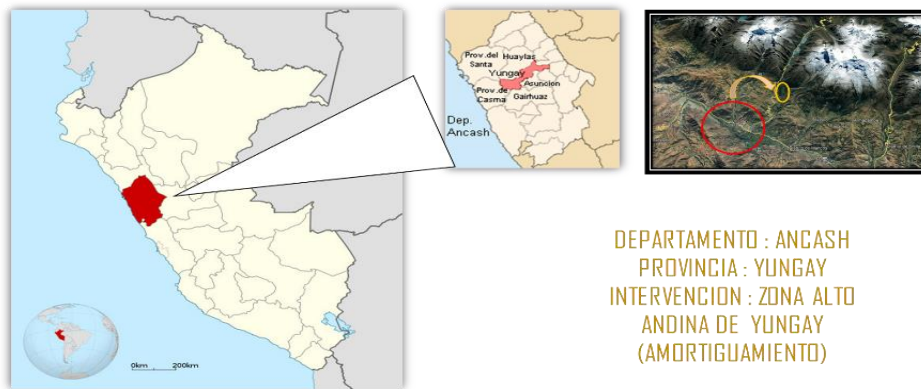 Prov.del
Santa
Huaylas
Yungay
Asuncion
Prov.de
Casma
Carhuaz
Dep.
Ancash
DEPARTAMENTO : ANCASH
PROVINCIA : YUNGAY
INTERVENCION : ZONA ALTO
ANDINA DE YUNGAY
(AMORTIGUAMIENTO)
0km 200km